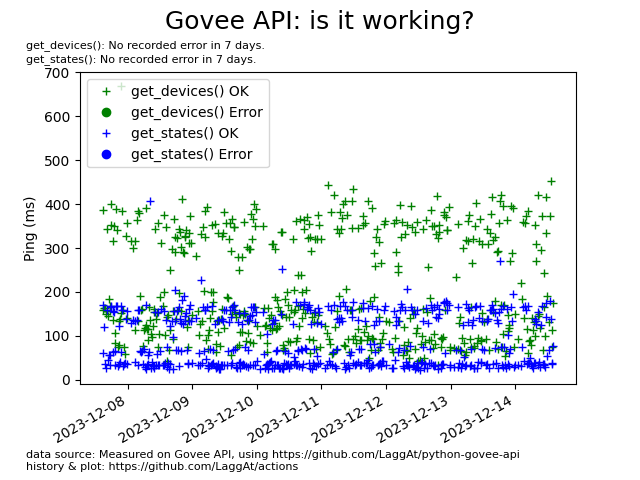 Govee API: is it working?
get_devices(): No recorded error in 7 days.
get_states(): No recorded error in 7 days.
700
600
500
400
300
200
100
0
Ping (ms)
get_devices() OK
get_devices() Error
get_states() OK
get_states() Error
2023-12-08
2023-12-09
2023-12-10
2023-12-11
2023-12-12
2023-12-13
2023-12-14
data source: Measured on Govee API, using https://github.com/LaggAt/python-govee-api
history & plot: https://github.com/LaggAt/actions